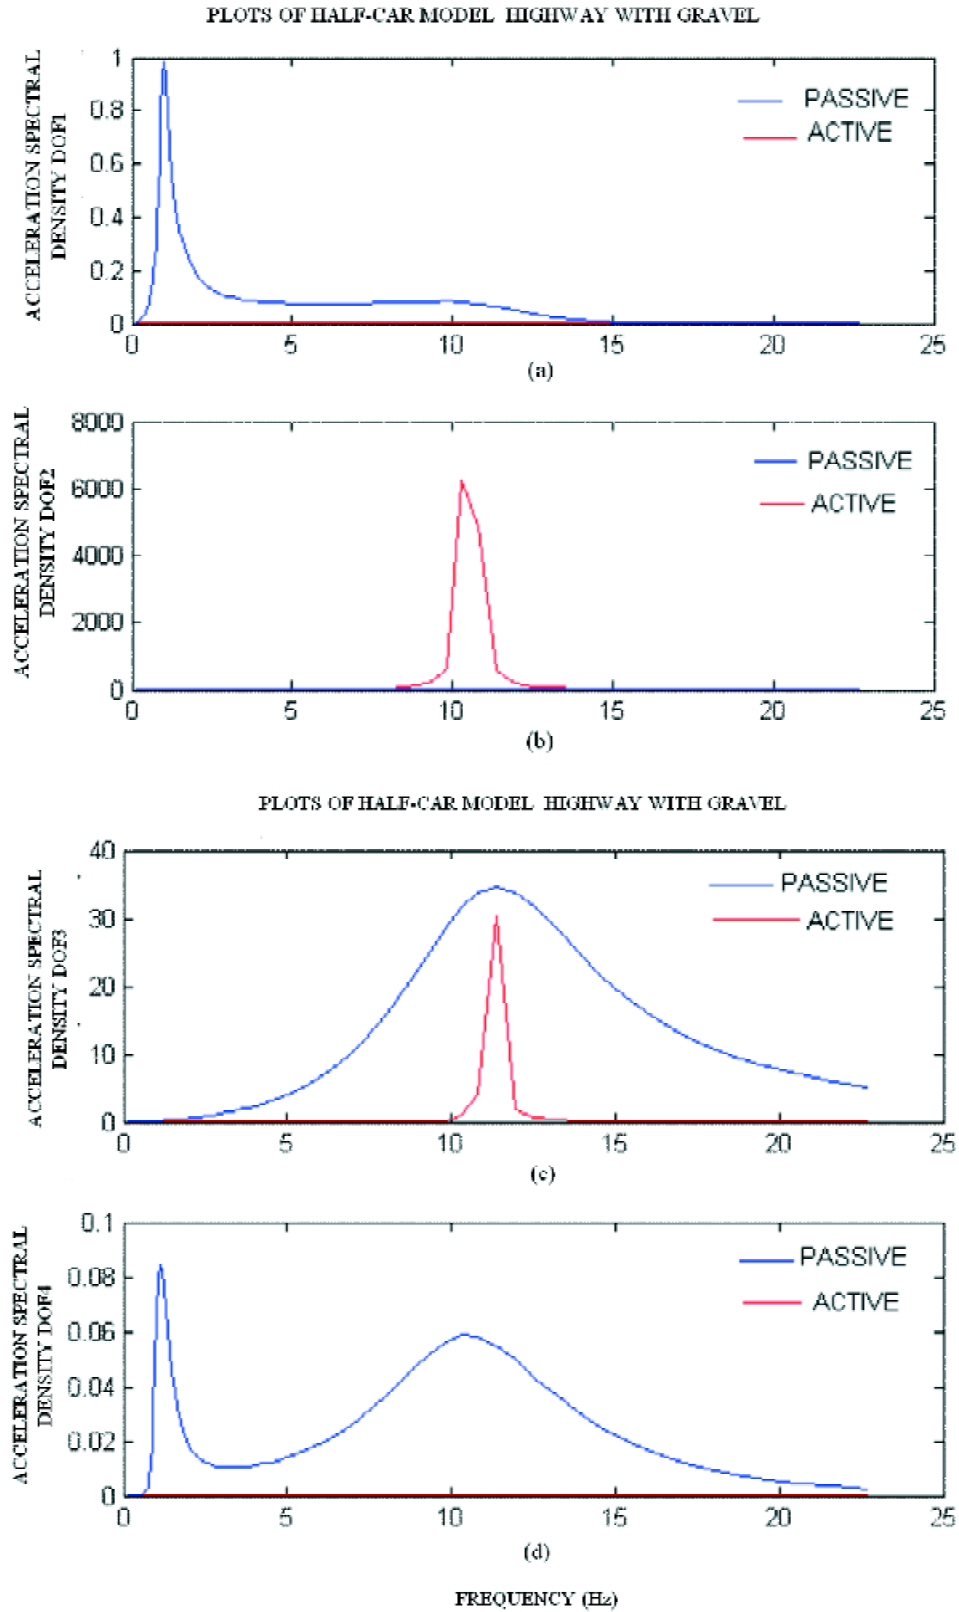 PLOTS OF HALF-CAR MODEL HIGHWAY WITH GRAVEL
ACCELERATION SPECTRAL
DENSITY DOF1
1
0.8
0.6
0.4
0.2
0
PASSIVE
ACTIVE
0 5 10 15 20 25
(a)
ACCELERATION SPECTRAL
DENSITY DOF2
8000
6000
4000
2000
0
PASSIVE
ACTIVE
0 5 10 15 20 25
(b)
PLOTS OF HALF-CAR MODEL HIGHWAY WITH GRAVEL
ACCELERATION SPECTRAL
DENSITY DOF3
40
30
20
10
0
PASSIVE
ACTIVE
0 5 10 15 20 25
(c)
ACCELERATION SPECTRAL
DENSITY DOF4
0.1
0.08
0.06
0.04
0.02
0
PASSIVE
ACTIVE
0 5 10 15 20 25
(d)
FREQUENCY (Hz)